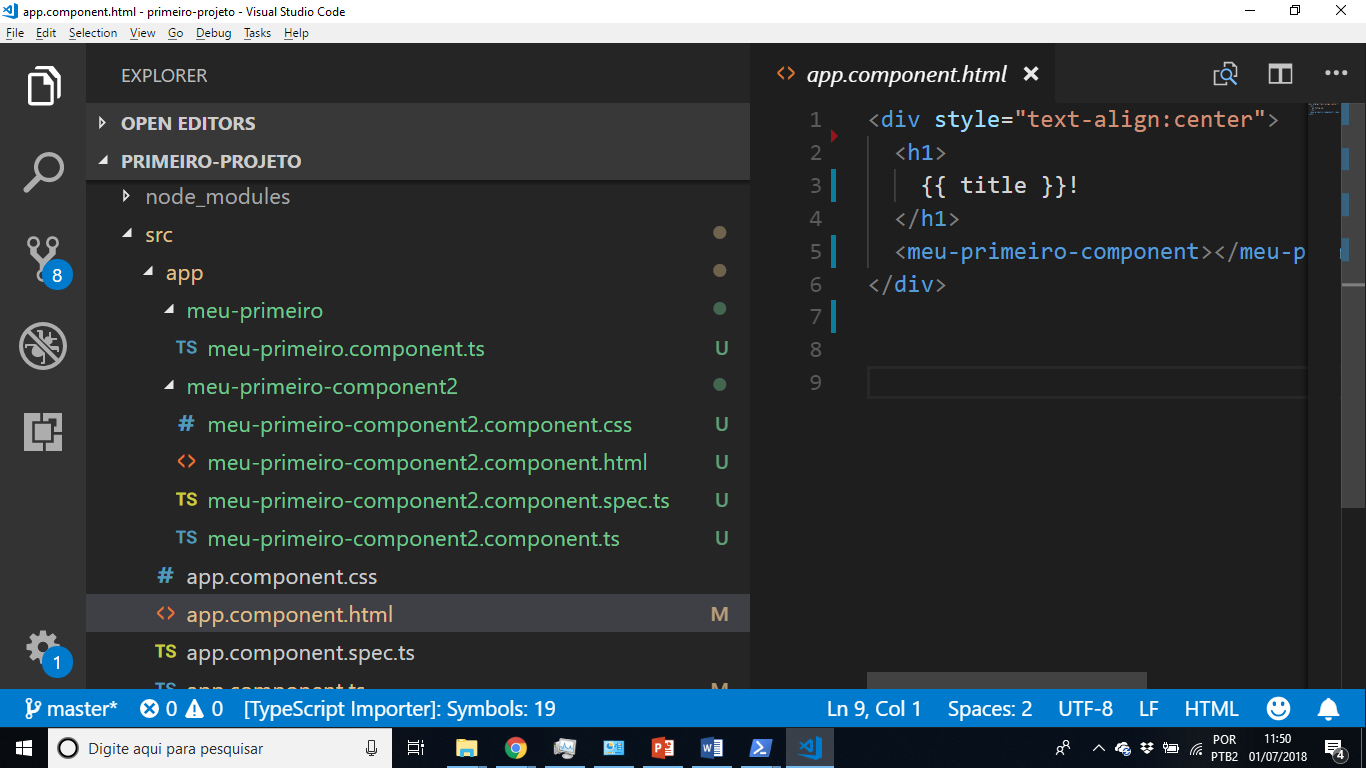 app.component.html - primeiro-projeto - Visual Studio Code
File Edit Selection View Go Debug Tasks Help
EXPLORER
OPEN EDITORS
PRIMEIRO-PROJETO
node_modules
src
app
meu-primeiro
TS meu-primeiro.component.ts U
meu-primeiro-component2
# meu-primeiro-component2.component.css U
<> meu-primeiro-component2.component.html U
TS meu-primeiro-component2.component.spec.ts U
TS meu-primeiro-component2.component.ts U
# app.component.css
<> app.component.html M
TS app.component.spec.ts
TS app.component.ts M
8
1
<> app.component.html
1 <div style="text-align:center">
2 <h1>
3 {{ title }}!
4 </h1>
5 <meu-primeiro-component></meu-p
6 </div>
7
8
9
master* 0 0 [TypeScript Importer]: Symbols: 19 Ln 9, Col 1 Spaces: 2 UTF-8 LF HTML
Digite aqui para pesquisar
POR
PTB2
11:50
01/07/2018
4